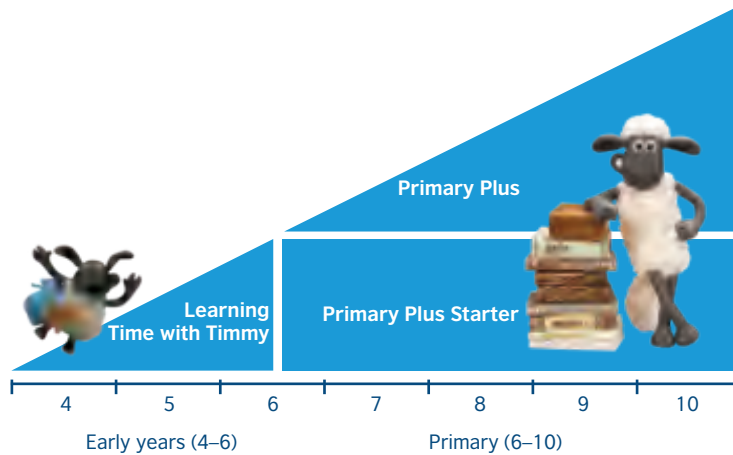 Primary Plus
Learning
Time with Timmy
Primary Plus Starter
4 5 6 7 8 9 10
Early years (4–6) Primary (6–10)